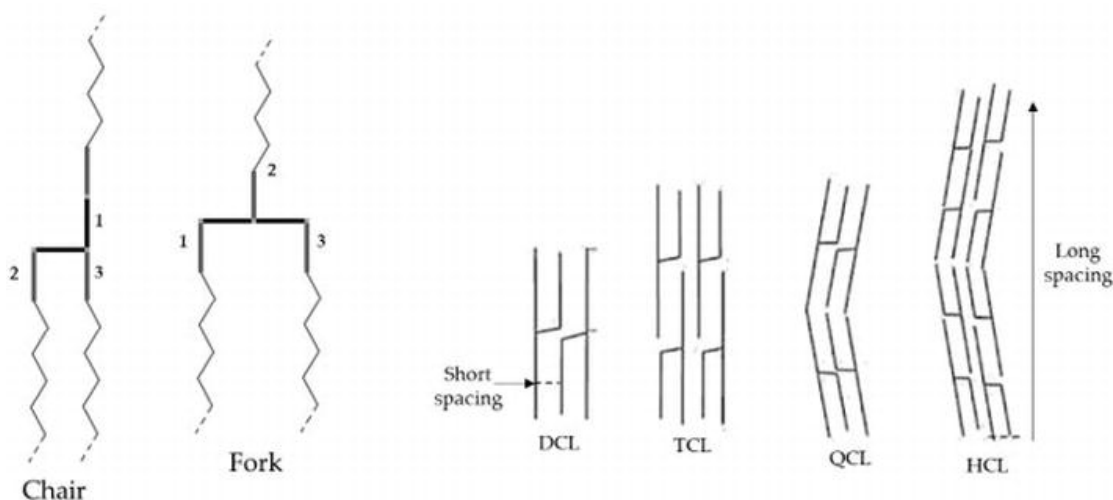 1
2
3
Chair
2
1
3
Fork
Short
spacing
DCL
TCL
QCL
HCL
Long
spacing